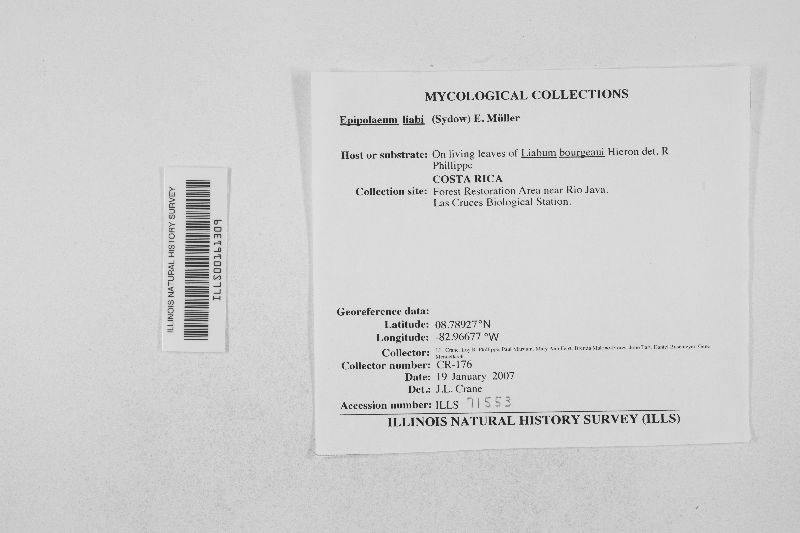 MYCOLOGICAL COLLECTIONS
Epipolaeum liabi (Sydow) E. Müller
Host or substrate: On living leaves of Liabum bourgeaui Hieron det. R
Phillippe
COSTA RICA
Collection site: Forest Restoration Area near Rio Java.
Las Cruces Biological Station.
Georeference data:
Latitude: 08.78927°N
Longitude: -82.96677 °W
Collector: J.L. Crane,
Collector number: CR-176
Date: 19 January 2007
Det.: J.L. Crane
Accession number: ILLS 71553
ILLINOIS NATURAL HISTORY SURVEY (ILLS)
ILLINOIS NATURAL HISTORY SURVEY